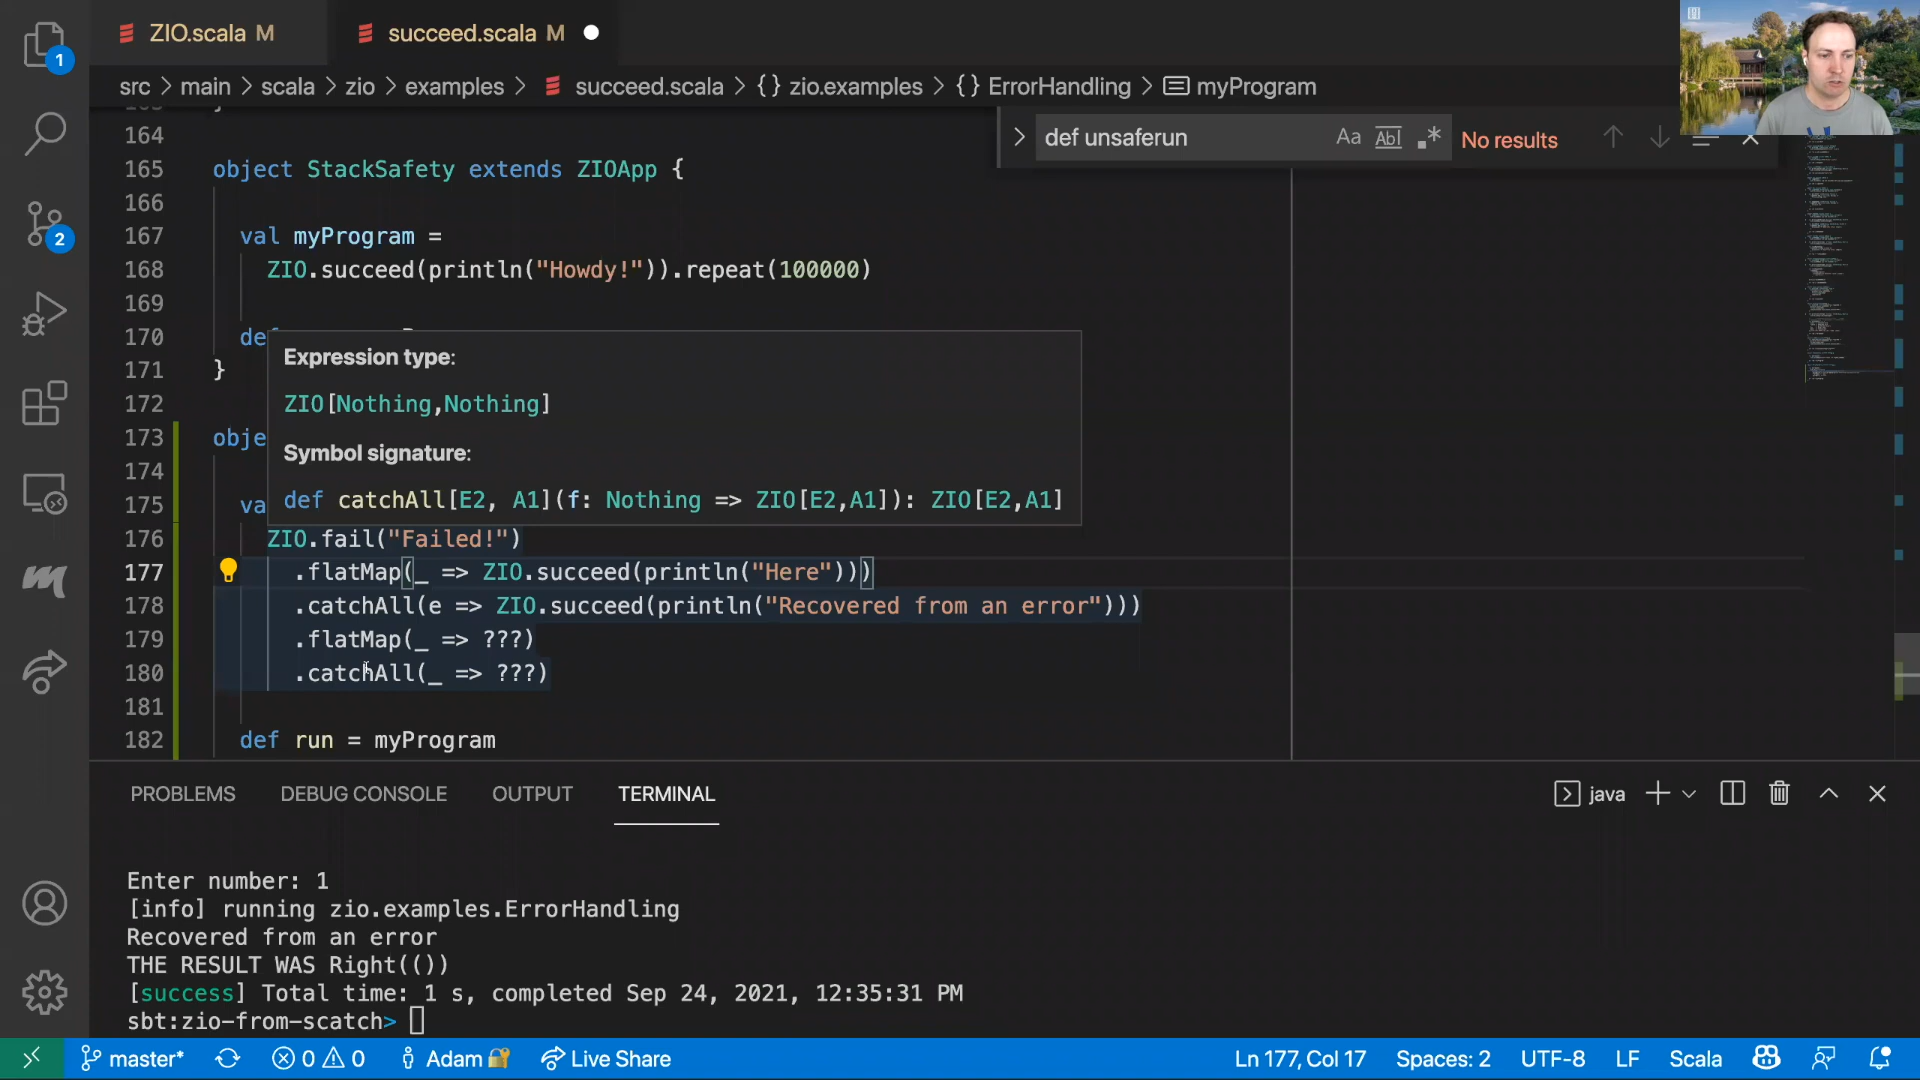 ZIO.scala M
succeed.scala M
src > main > scala > zio > examples > succeed.scala > {} zio.examples > {} ErrorHandling > myProgram
def unsaferun Aa Abl .* No results
164
165 object StackSafety extends ZIOApp {
166
167 val myProgram =
168 ZIO.succeed(println("Howdy!")).repeat(100000)
169
170 de
171 }
172
173 obje
174
175 va
Expression type:
ZIO[Nothing,Nothing]
Symbol signature:
def catchAll[E2, A1](f: Nothing => ZIO[E2,A1]): ZIO[E2,A1]
176 ZIO.fail("Failed!")
177 .flatMap(_ => ZIO.succeed(println("Here")))
178 .catchAll(e => ZIO.succeed(println("Recovered from an error")))
179 .flatMap(_ => ???)
180 .catchAll(_ => ???)
181
182 def run = myProgram
1
2
PROBLEMS DEBUG CONSOLE OUTPUT TERMINAL java
Enter number: 1
[info] running zio.examples.ErrorHandling
Recovered from an error
THE RESULT WAS Right(())
[success] Total time: 1 s, completed Sep 24, 2021, 12:35:31 PM
sbt:zio-from-scatch>
master* 0 0 Adam Live Share Ln 177, Col 17 Spaces: 2 UTF-8 LF Scala